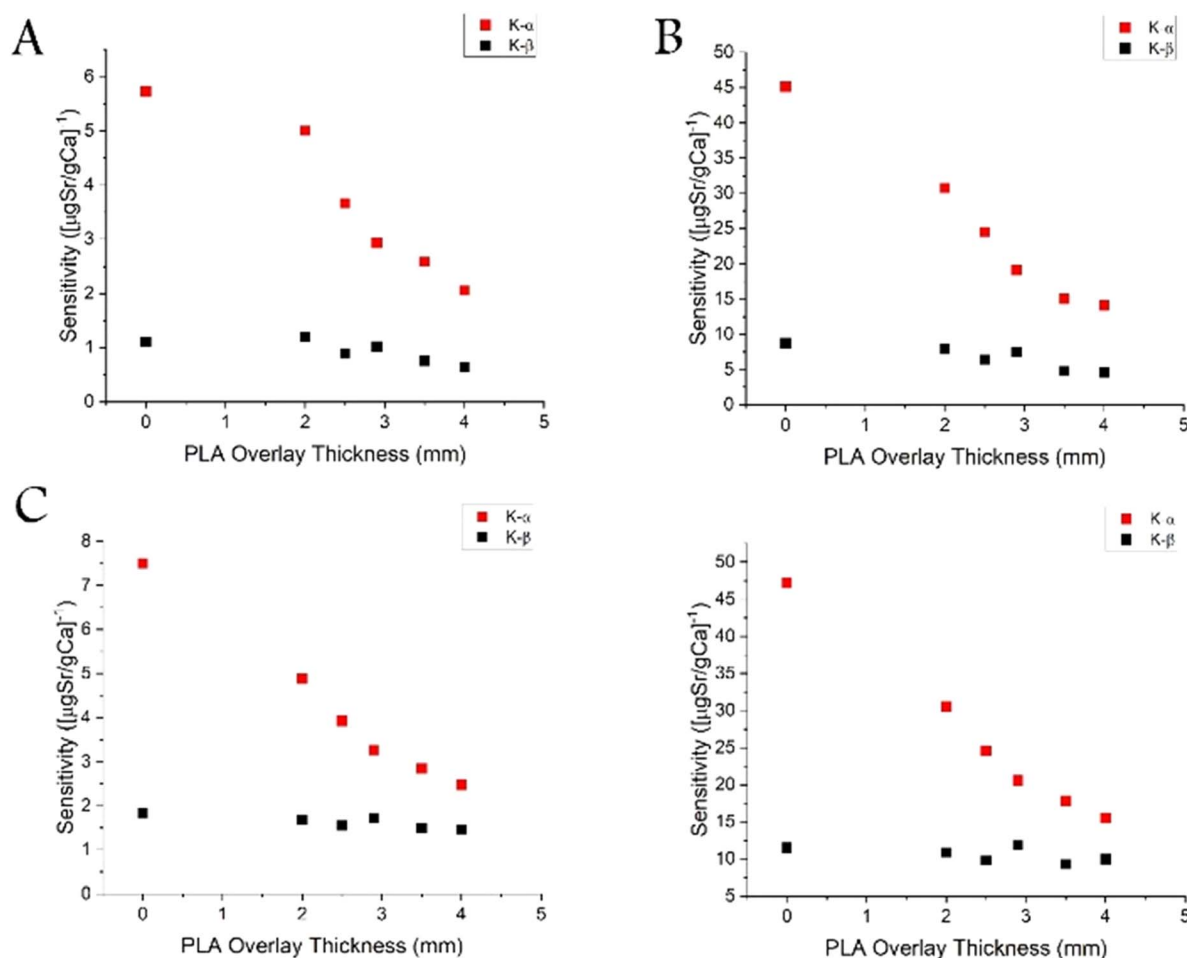 A
K-α
K-β
Sensitivity ([µgSr/gCa]⁻¹)
6
5
4
3
2
1
0
0 1 2 3 4 5
PLA Overlay Thickness (mm)
B
K-α
K-β
Sensitivity ([µgSr/gCa]⁻¹)
50
45
40
35
30
25
20
15
10
5
0
0 1 2 3 4 5
PLA Overlay Thickness (mm)
C
K-α
K-β
Sensitivity ([µgSr/gCa]⁻¹)
8
7
6
5
4
3
2
1
0
0 1 2 3 4 5
PLA Overlay Thickness (mm)
K-α
K-β
Sensitivity ([µgSr/gCa]⁻¹)
50
45
40
35
30
25
20
15
10
5
0 1 2 3 4 5
PLA Overlay Thickness (mm)